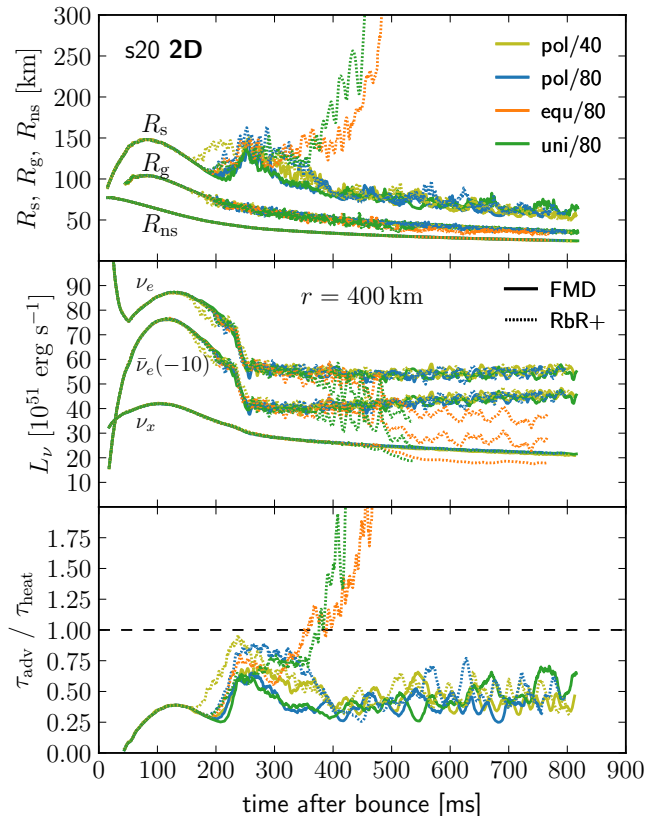 300
250
200
150
100
50
R_s, R_g, R_ns [km]
s20 2D
pol/40
pol/80
equ/80
uni/80
R_s
R_g
R_ns
90
80
70
60
50
40
30
20
10
L_ν [10^51 erg s^−1]
r = 400 km
FMD
RbR+
ν_e
ν̄_e(−10)
ν_x
1.75
1.50
1.25
1.00
0.75
0.50
0.25
0.00
τ_adv / τ_heat
0 100 200 300 400 500 600 700 800 900
time after bounce [ms]